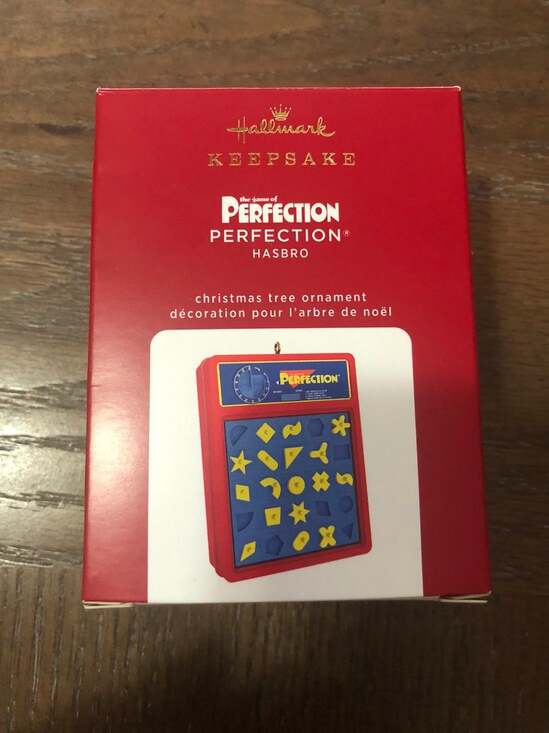 Hallmark
KEEPSAKE
the game of
PERFECTION
PERFECTION®
HASBRO
christmas tree ornament
décoration pour l'arbre de noël
PERFECTION